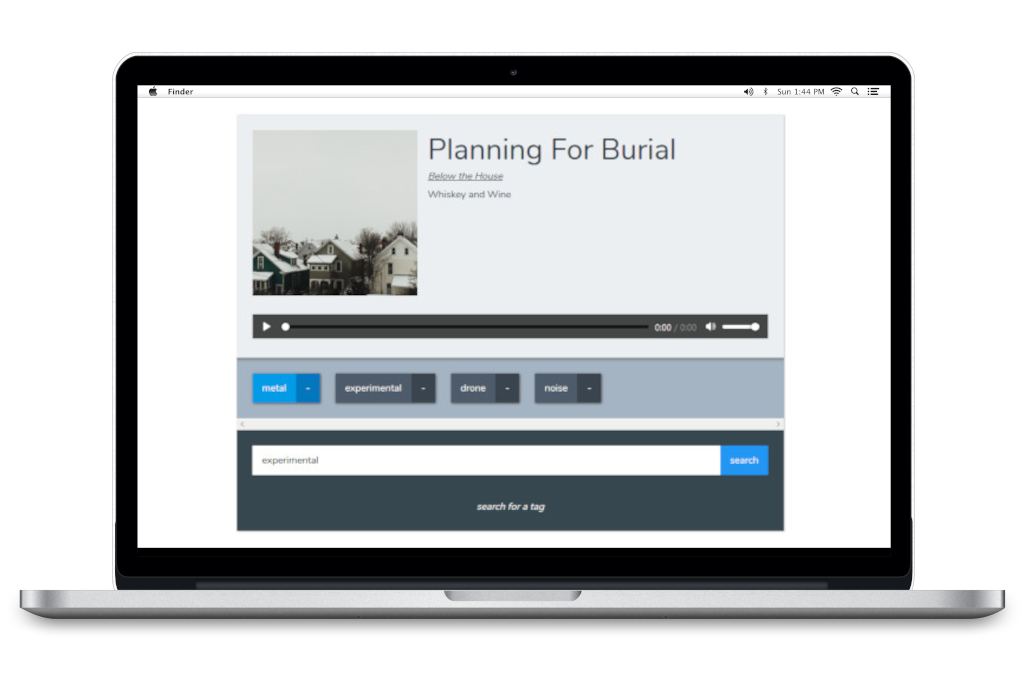 Finder
Sun 1:44 PM
Planning For Burial
Below the House
Whiskey and Wine
0:00 / 0:00
metal -
experimental -
drone -
noise -
experimental
search
search for a tag